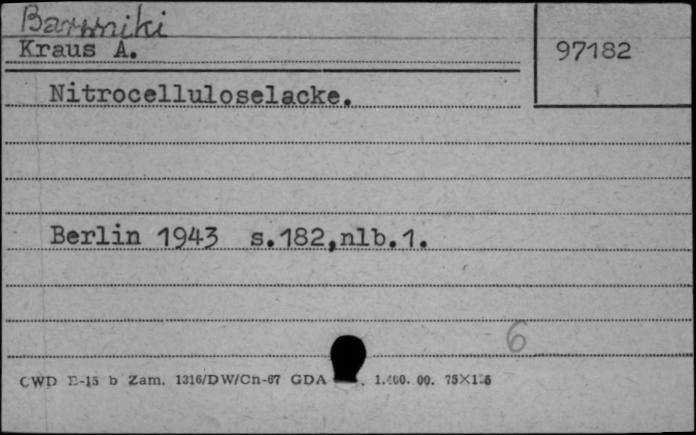 Barwniki
Kraus A.
97182
Nitrocelluloselacke.
Berlin 1943 s.182,nlb.1.
6
CWD E-15 b Zam. 1316/DW/Cn-67 GDA